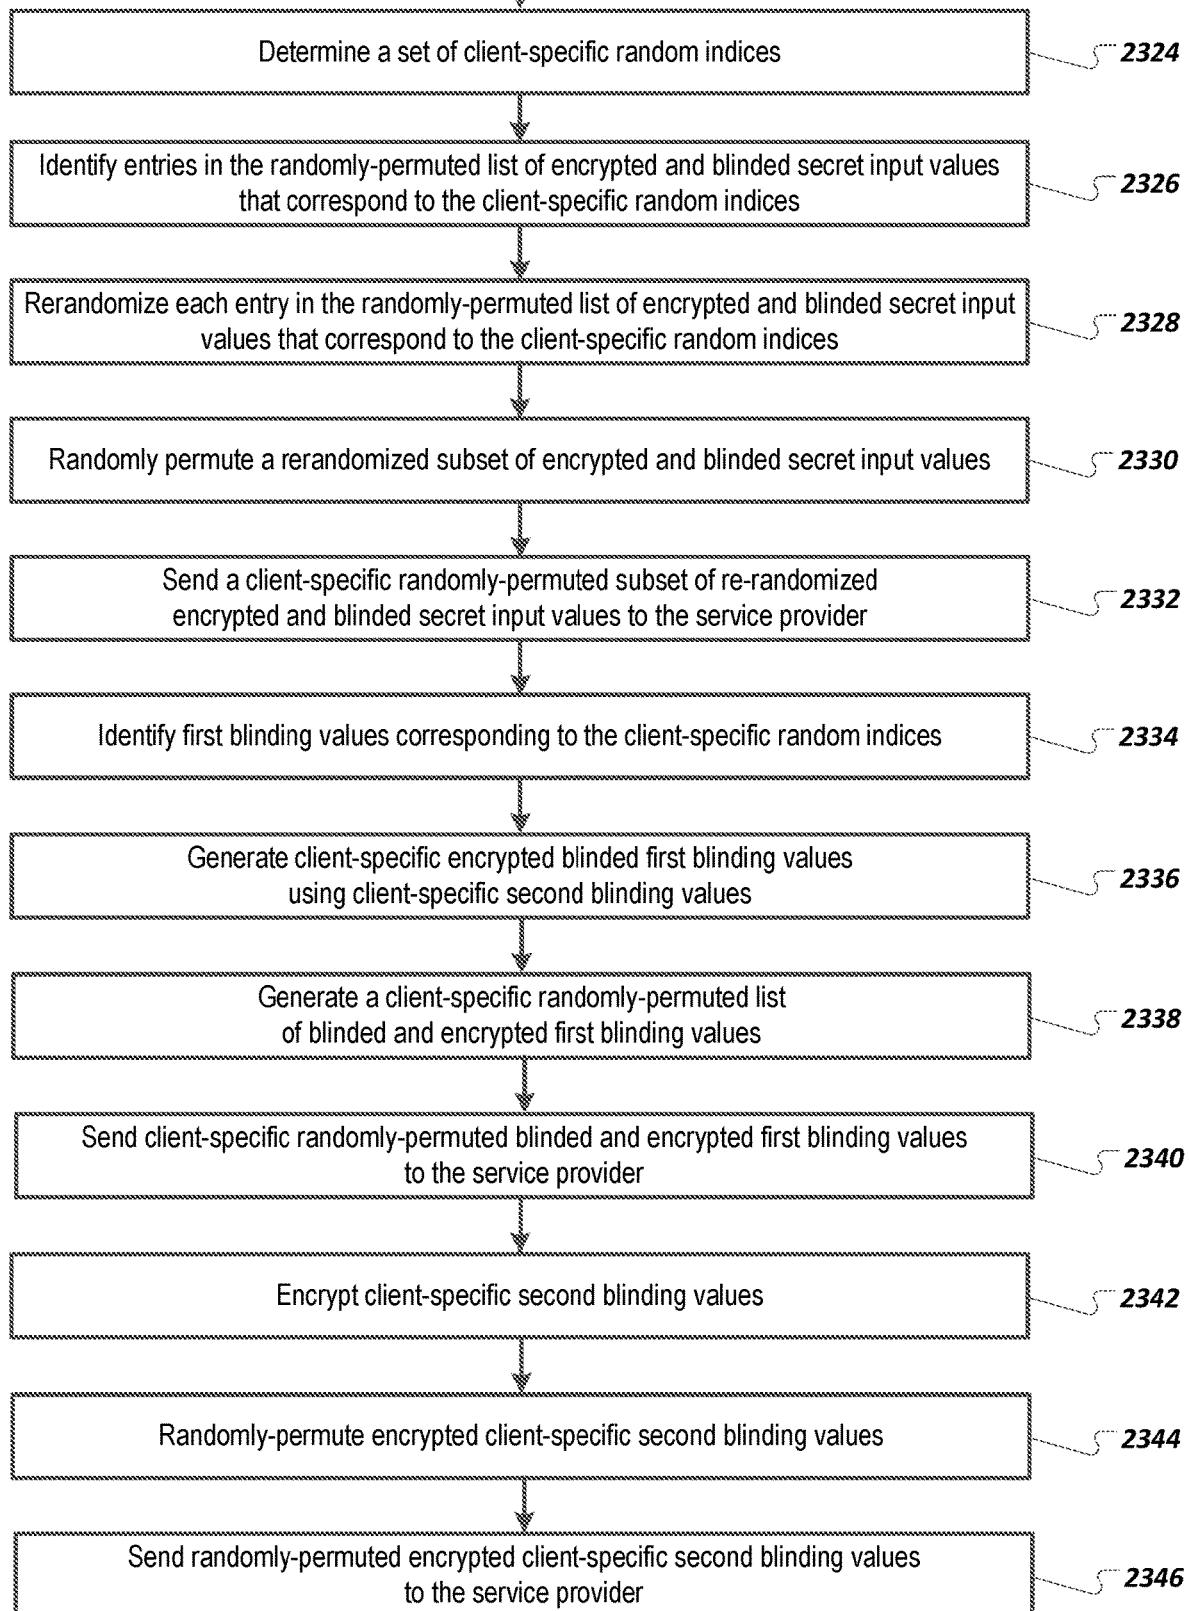 Determine a set of client-specific random indices
2324
Identify entries in the randomly-permuted list of encrypted and blinded secret input values
that correspond to the client-specific random indices
2326
Rerandomize each entry in the randomly-permuted list of encrypted and blinded secret input
values that correspond to the client-specific random indices
2328
Randomly permute a rerandomized subset of encrypted and blinded secret input values
2330
Send a client-specific randomly-permuted subset of re-randomized
encrypted and blinded secret input values to the service provider
2332
Identify first blinding values corresponding to the client-specific random indices
2334
Generate client-specific encrypted blinded first blinding values
using client-specific second blinding values
2336
Generate a client-specific randomly-permuted list
of blinded and encrypted first blinding values
2338
Send client-specific randomly-permuted blinded and encrypted first blinding values
to the service provider
2340
Encrypt client-specific second blinding values
2342
Randomly-permute encrypted client-specific second blinding values
2344
Send randomly-permuted encrypted client-specific second blinding values
to the service provider
2346